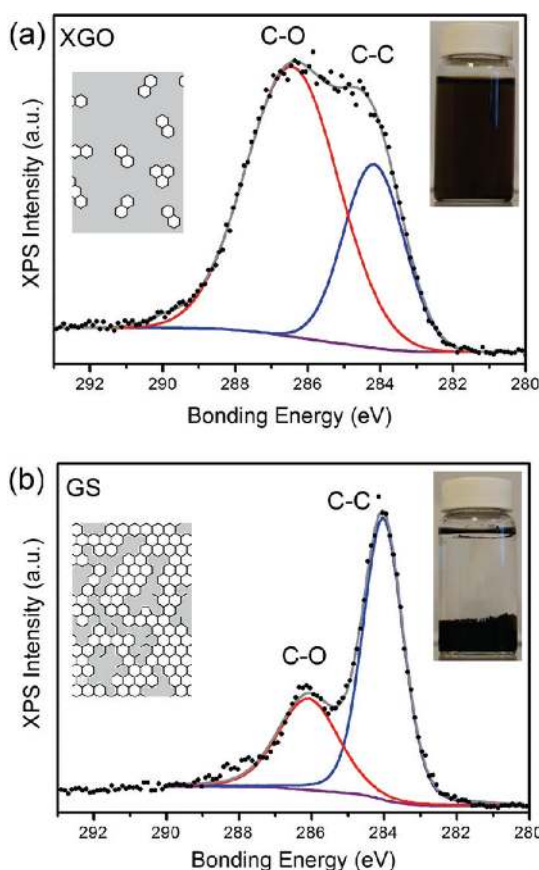 (a) XGO
C-O
C-C
XPS Intensity (a.u.)
292 290 288 286 284 282 280
Bonding Energy (eV)
(b) GS
C-C
C-O
XPS Intensity (a.u.)
292 290 288 286 284 282 280
Bonding Energy (eV)